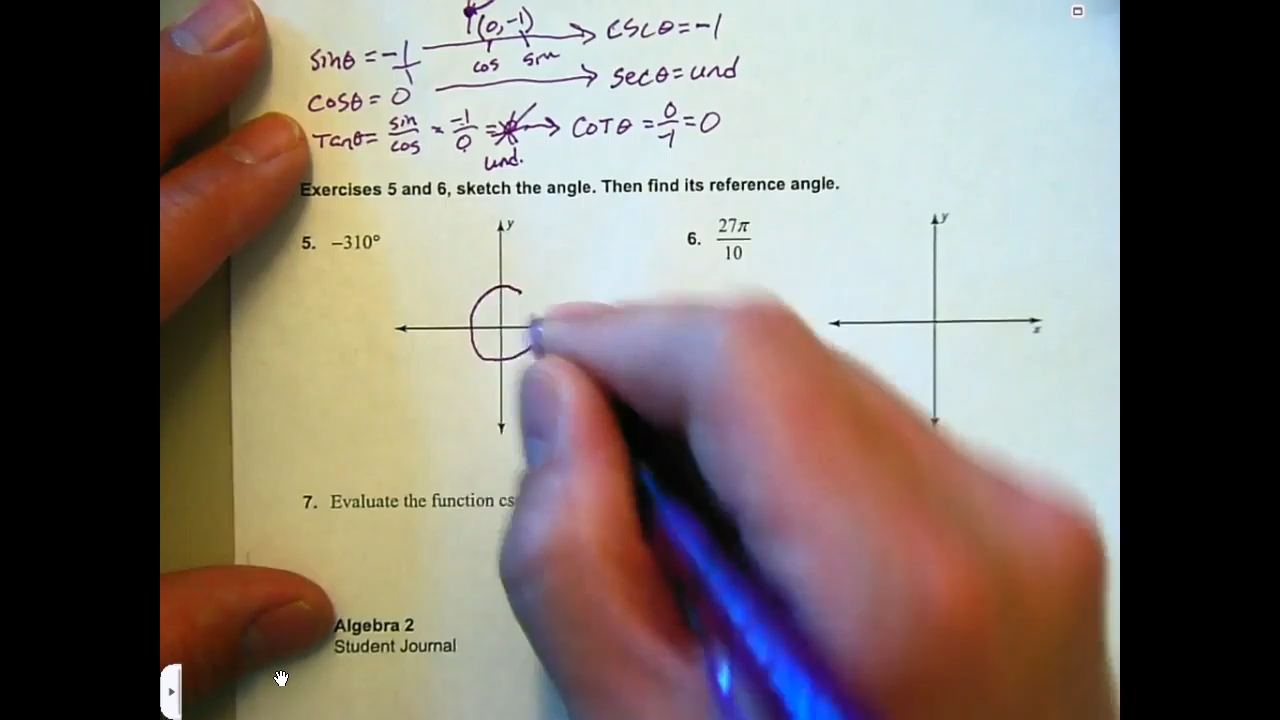 (0,-1)
sinθ = -1 → cscθ = -1
cos sin
cosθ = 0 → secθ = und
Tanθ = sin/cos = -1/0 = → COTθ = 0/-1 = 0
und.
Exercises 5 and 6, sketch the angle. Then find its reference angle.
5. −310°
y
6. 27π/10
y
x
7. Evaluate the function
Algebra 2
Student Journal